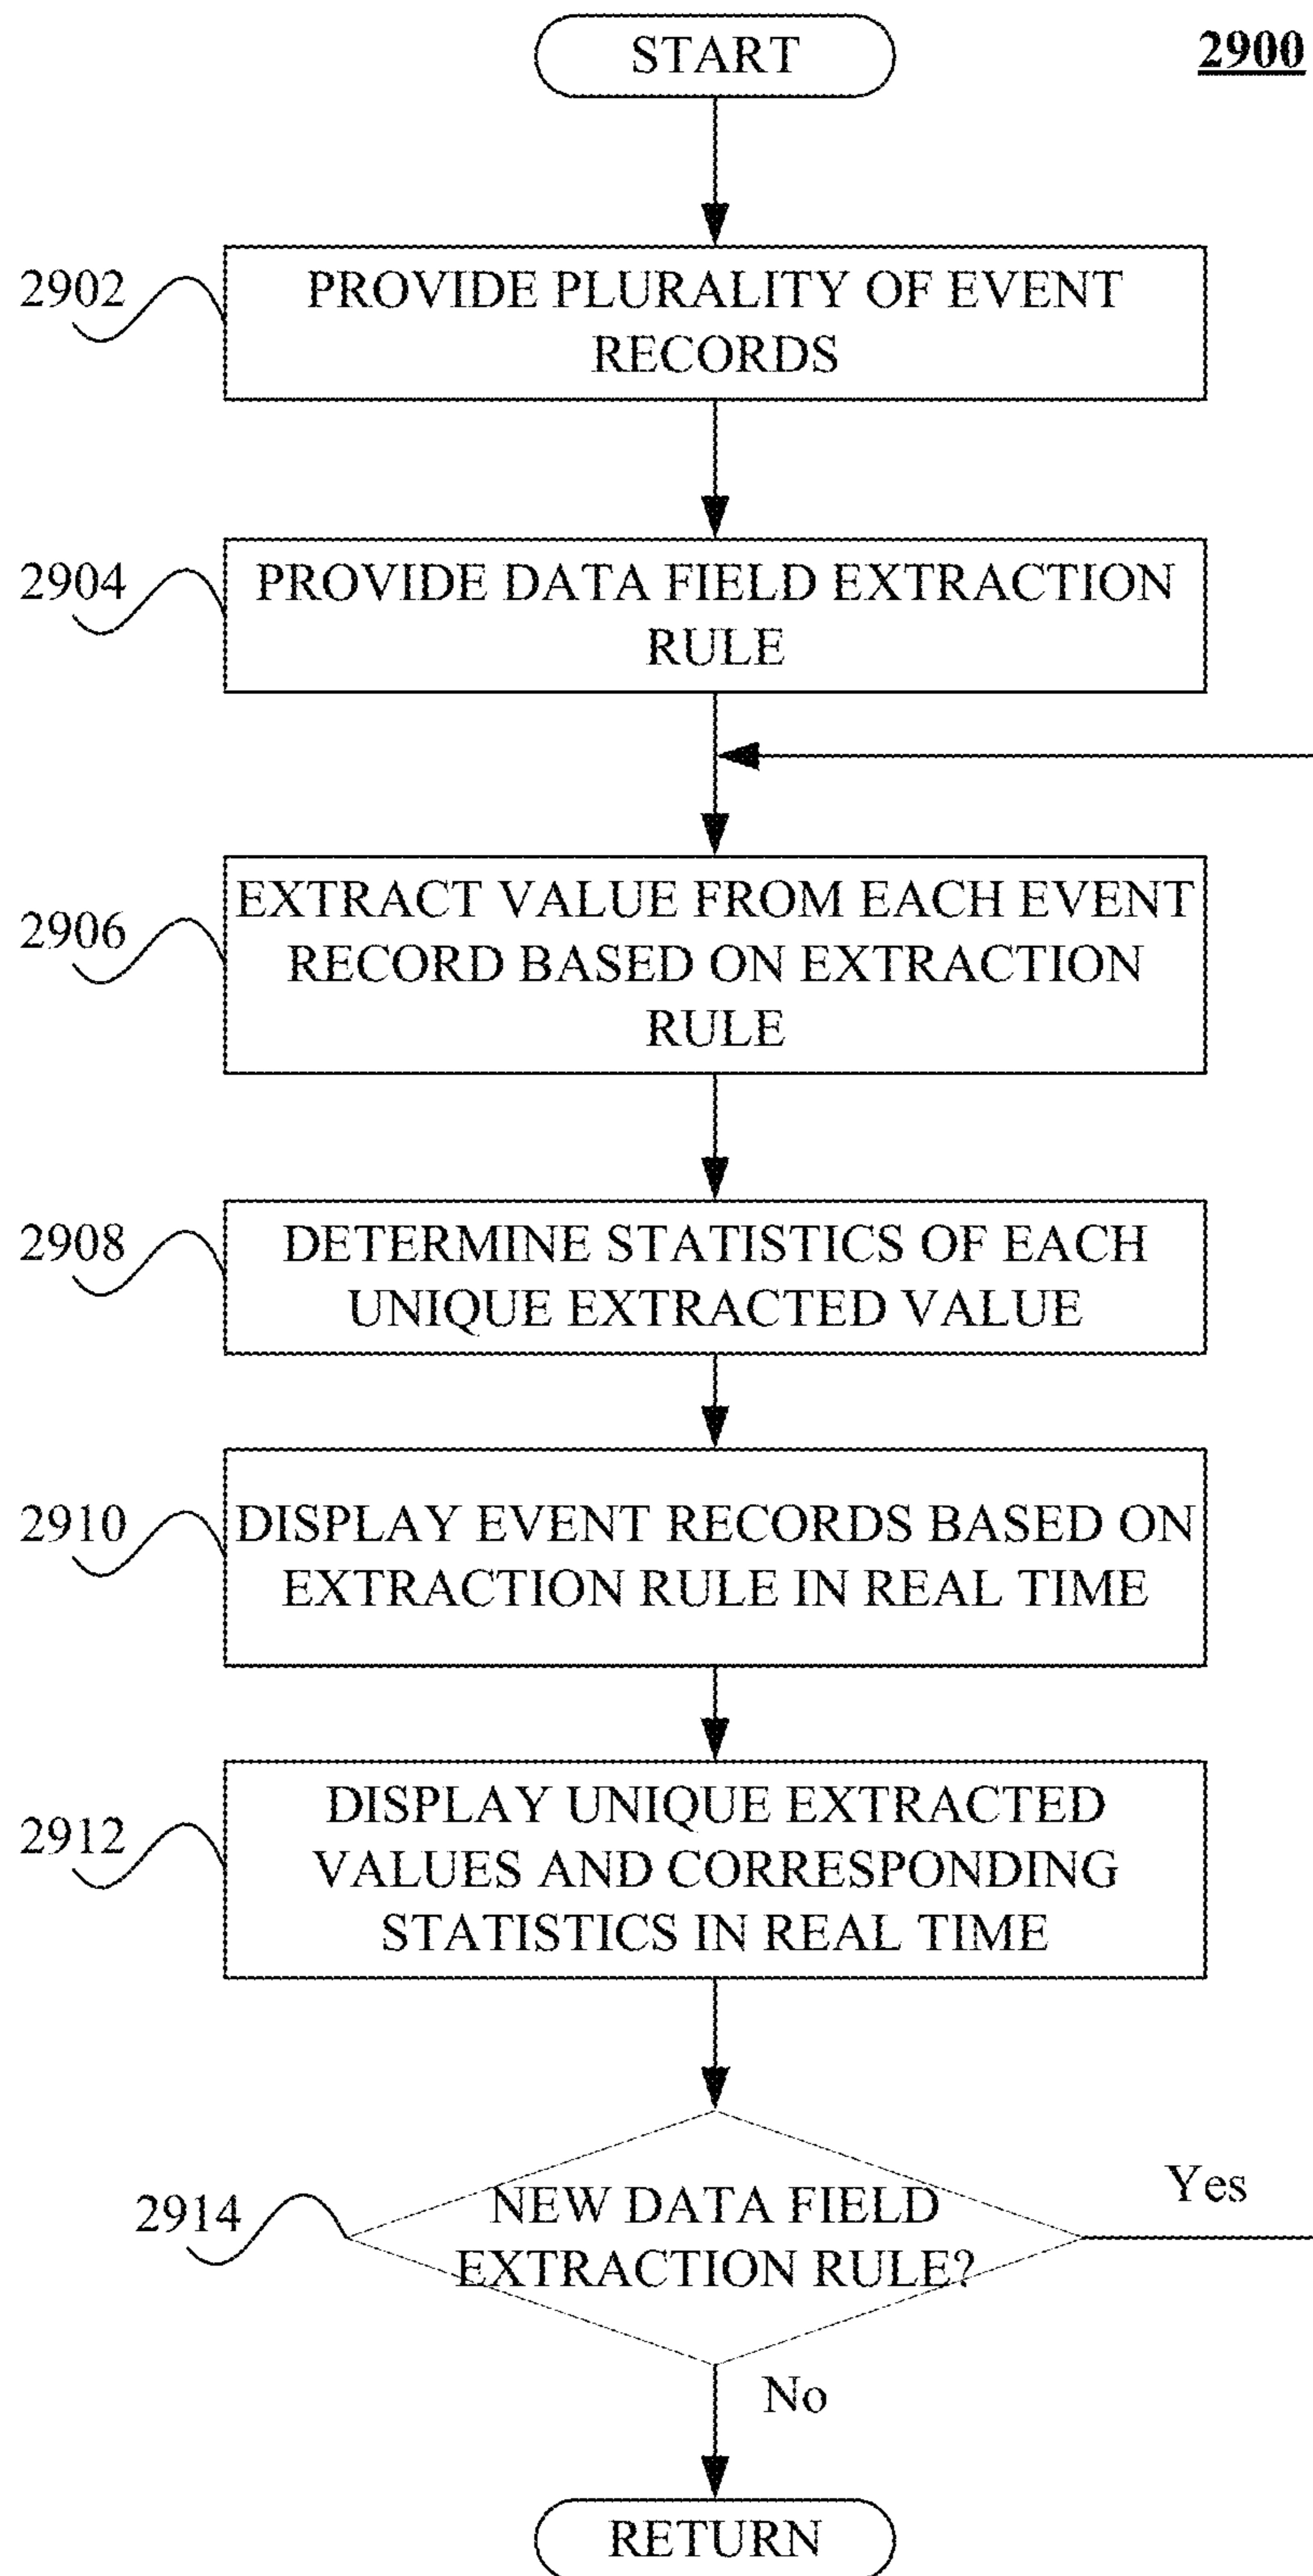 START
2900
2902
PROVIDE PLURALITY OF EVENT
RECORDS
2904
PROVIDE DATA FIELD EXTRACTION
RULE
2906
EXTRACT VALUE FROM EACH EVENT
RECORD BASED ON EXTRACTION
RULE
2908
DETERMINE STATISTICS OF EACH
UNIQUE EXTRACTED VALUE
2910
DISPLAY EVENT RECORDS BASED ON
EXTRACTION RULE IN REAL TIME
2912
DISPLAY UNIQUE EXTRACTED
VALUES AND CORRESPONDING
STATISTICS IN REAL TIME
2914
NEW DATA FIELD
EXTRACTION RULE?
Yes
No
RETURN